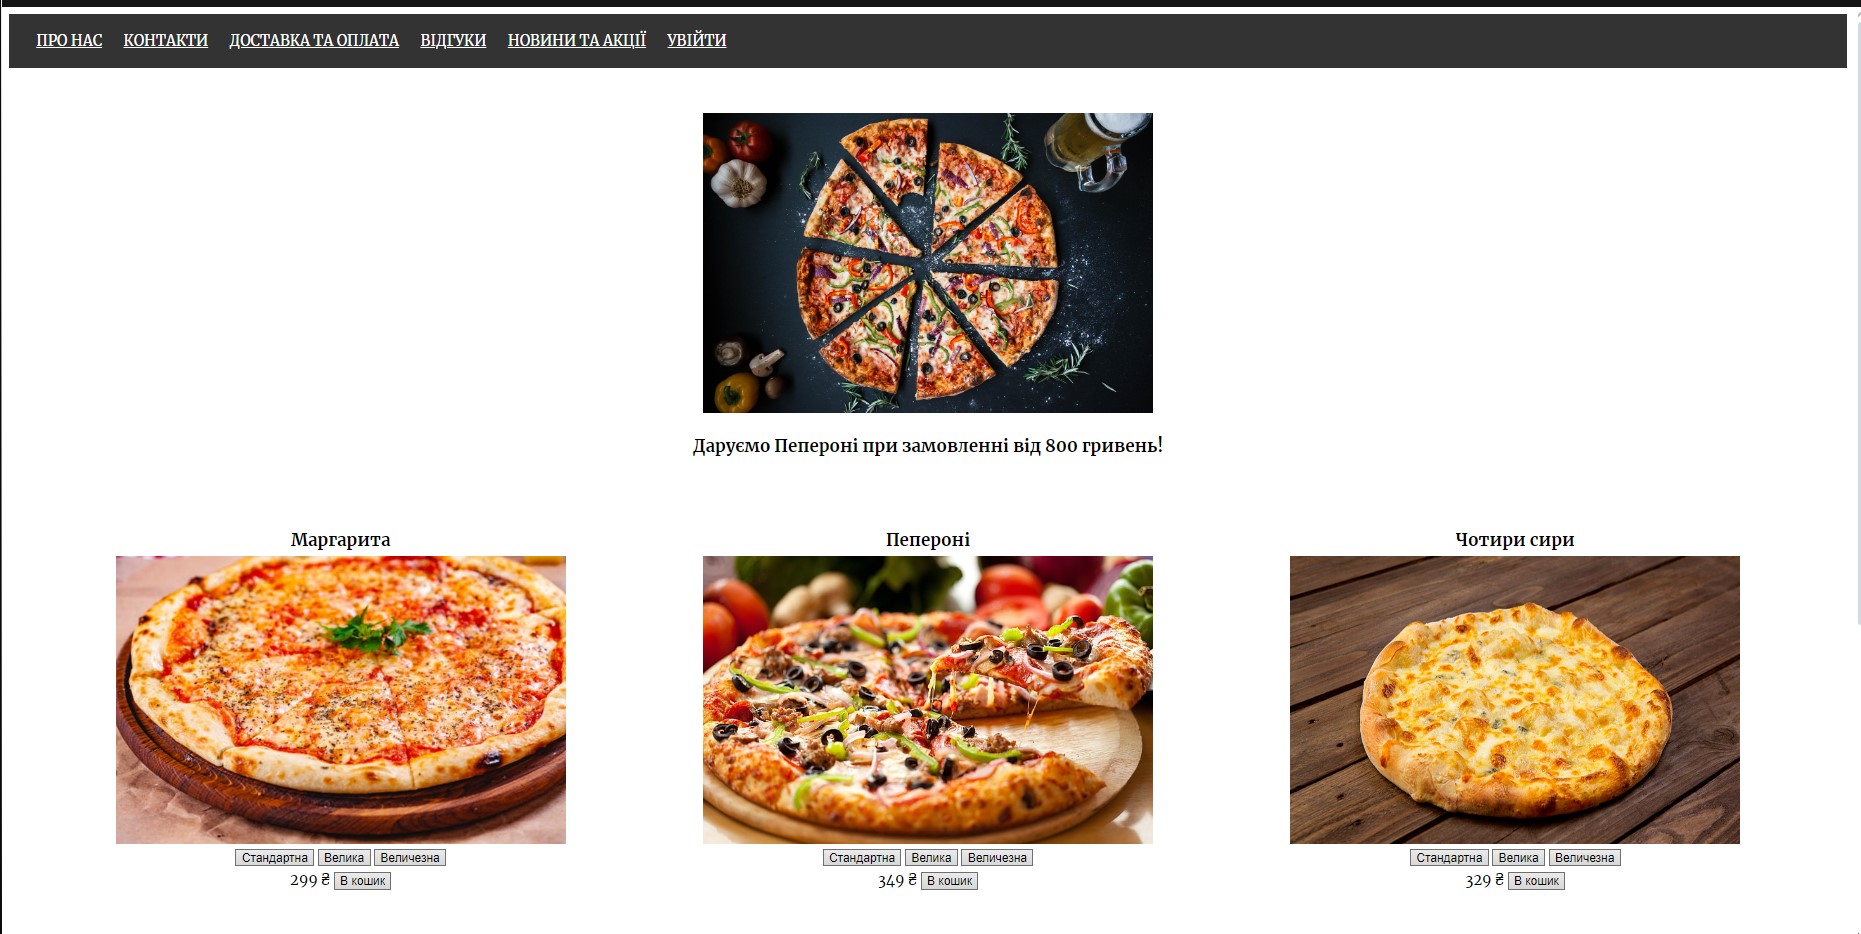 ПРО НАС КОНТАКТИ ДОСТАВКА ТА ОПЛАТА ВІДГУКИ НОВИНИ ТА АКЦІЇ УВІЙТИ
Даруємо Пепероні при замовленні від 800 гривень!
Маргарита
Стандартна Велика Величезна
299 ₴ В кошик
Пепероні
Стандартна Велика Величезна
349 ₴ В кошик
Чотири сири
Стандартна Велика Величезна
329 ₴ В кошик